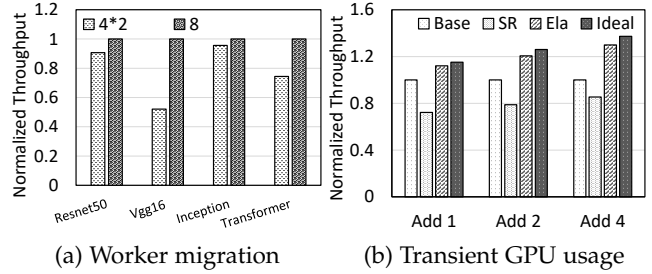 Normalized Throughput
1.2
1
0.8
0.6
0.4
0.2
0
4*2
8
Resnet50
Vgg16
Inception
Transformer
(a) Worker migration
Normalized Throughput
1.6
1.2
0.8
0.4
0
Base
SR
Ela
Ideal
Add 1
Add 2
Add 4
(b) Transient GPU usage